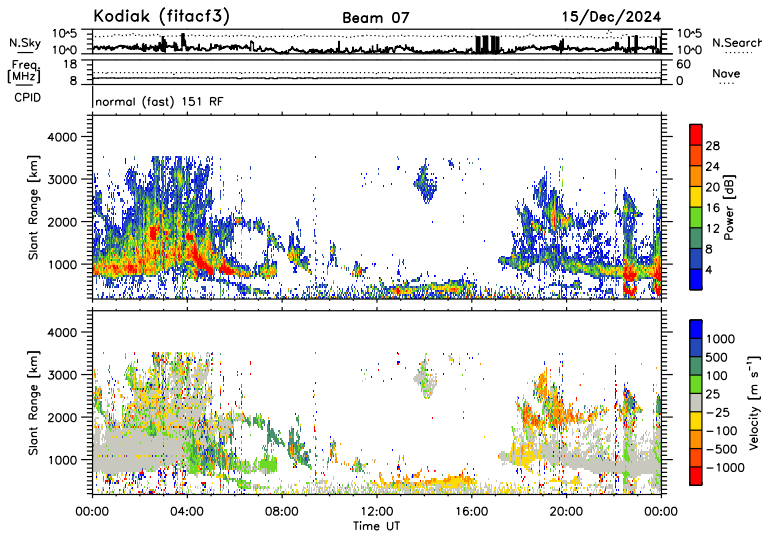 Kodiak (fitacf3) Beam 07 15/Dec/2024
N.Sky 10^5 10^0 10^5 10^0 N.Search
Freq. [MHz] 18 8 60 0 Nave
CPID normal (fast) 151 RF
4000
3000
2000
1000
Slant Range [km]
28
24
20
16
12
8
4
Power [dB]
4000
3000
2000
1000
Slant Range [km]
1000
500
100
25
-25
-100
-500
-1000
Velocity [m s⁻¹]
00:00 04:00 08:00 12:00 16:00 20:00 00:00
Time UT